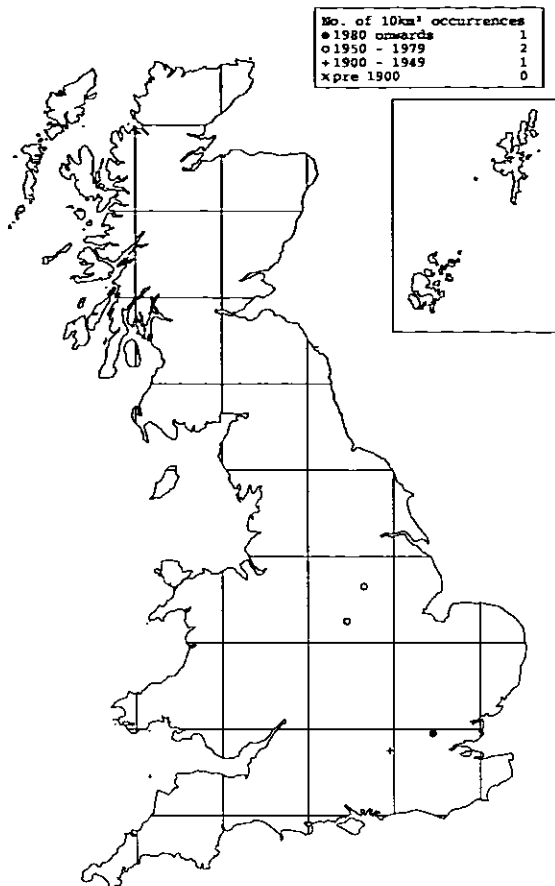 No. of 10km² occurrences
● 1980 onwards 1
○ 1950 - 1979 2
+ 1900 - 1949 1
x pre 1900 0